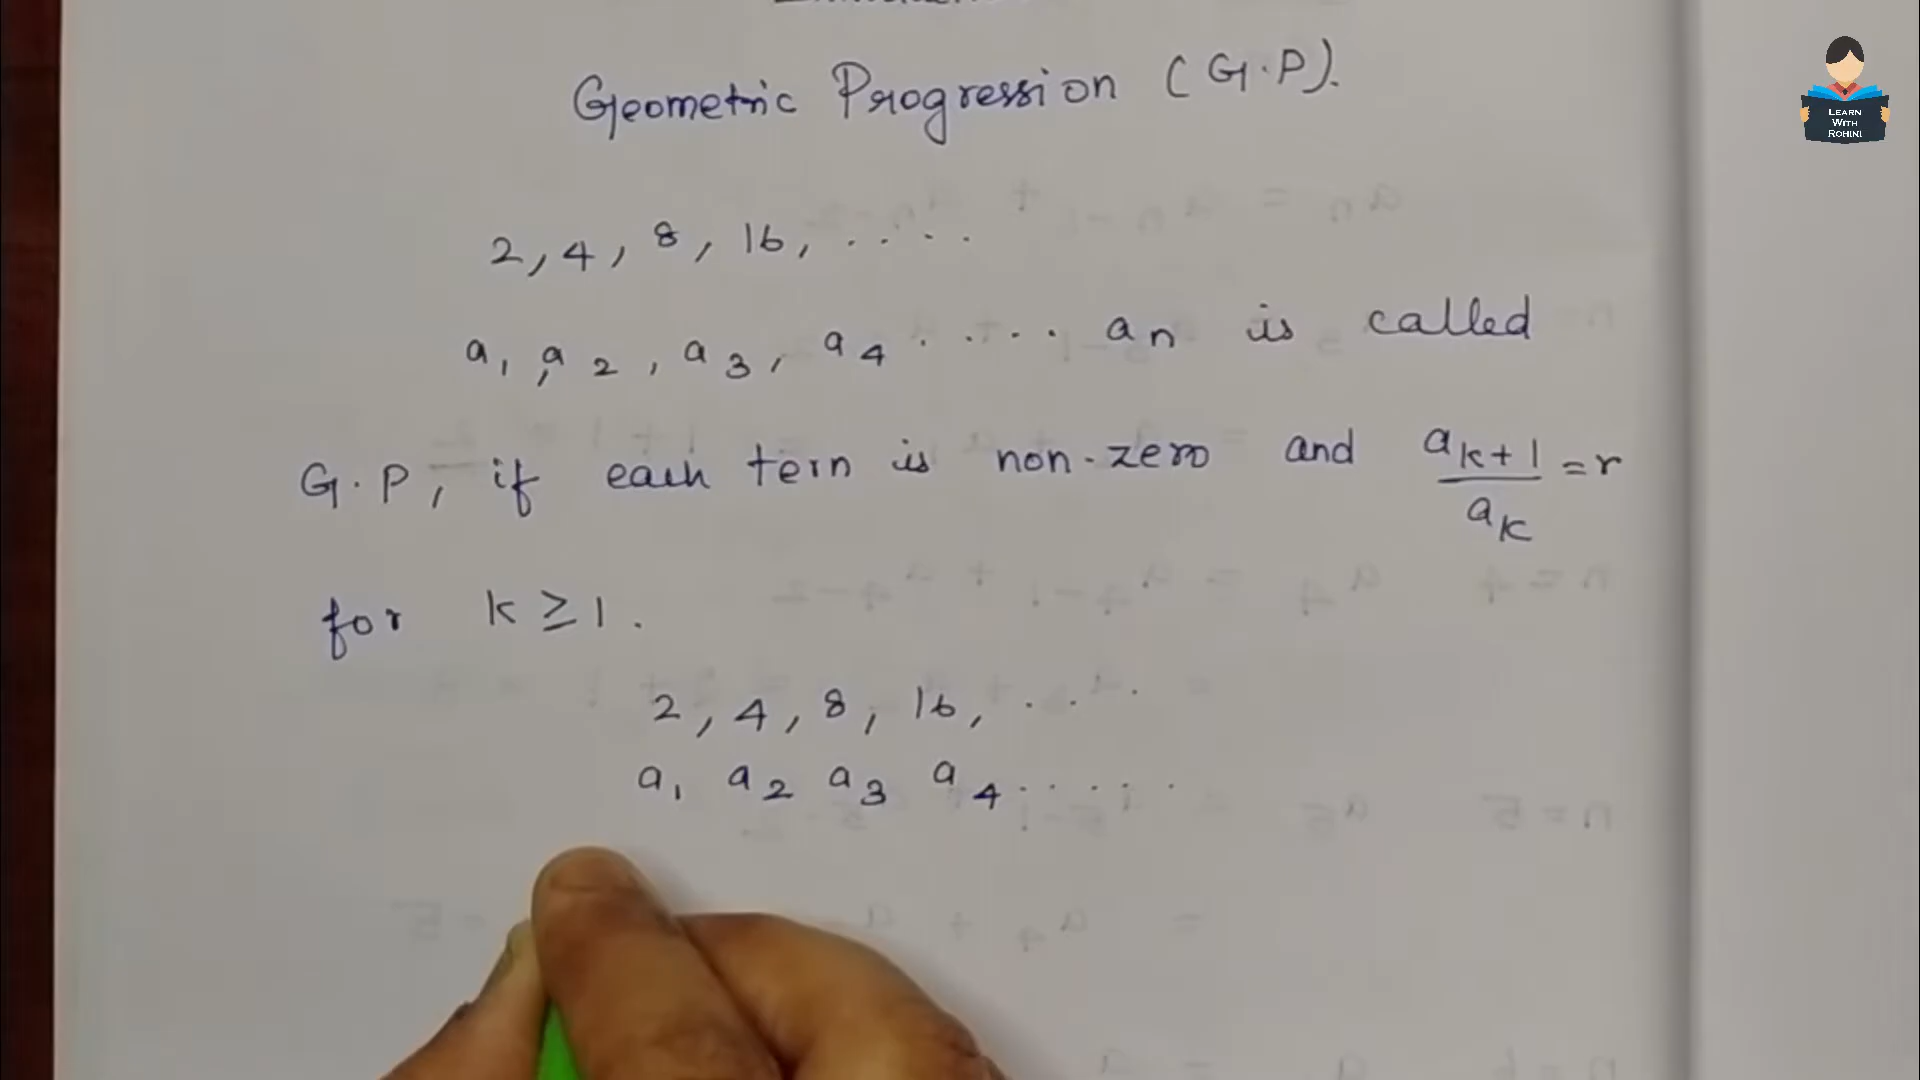 Geometric Progression (G.P).
2, 4, 8, 16, ....
a1, a2, a3, a4 .... an is called
G.P, if each term is non-zero and ak+1/ak = r
for k ≥ 1.
2, 4, 8, 16, ...
a1 a2 a3 a4 .....
LEARN
WITH
ROHINI